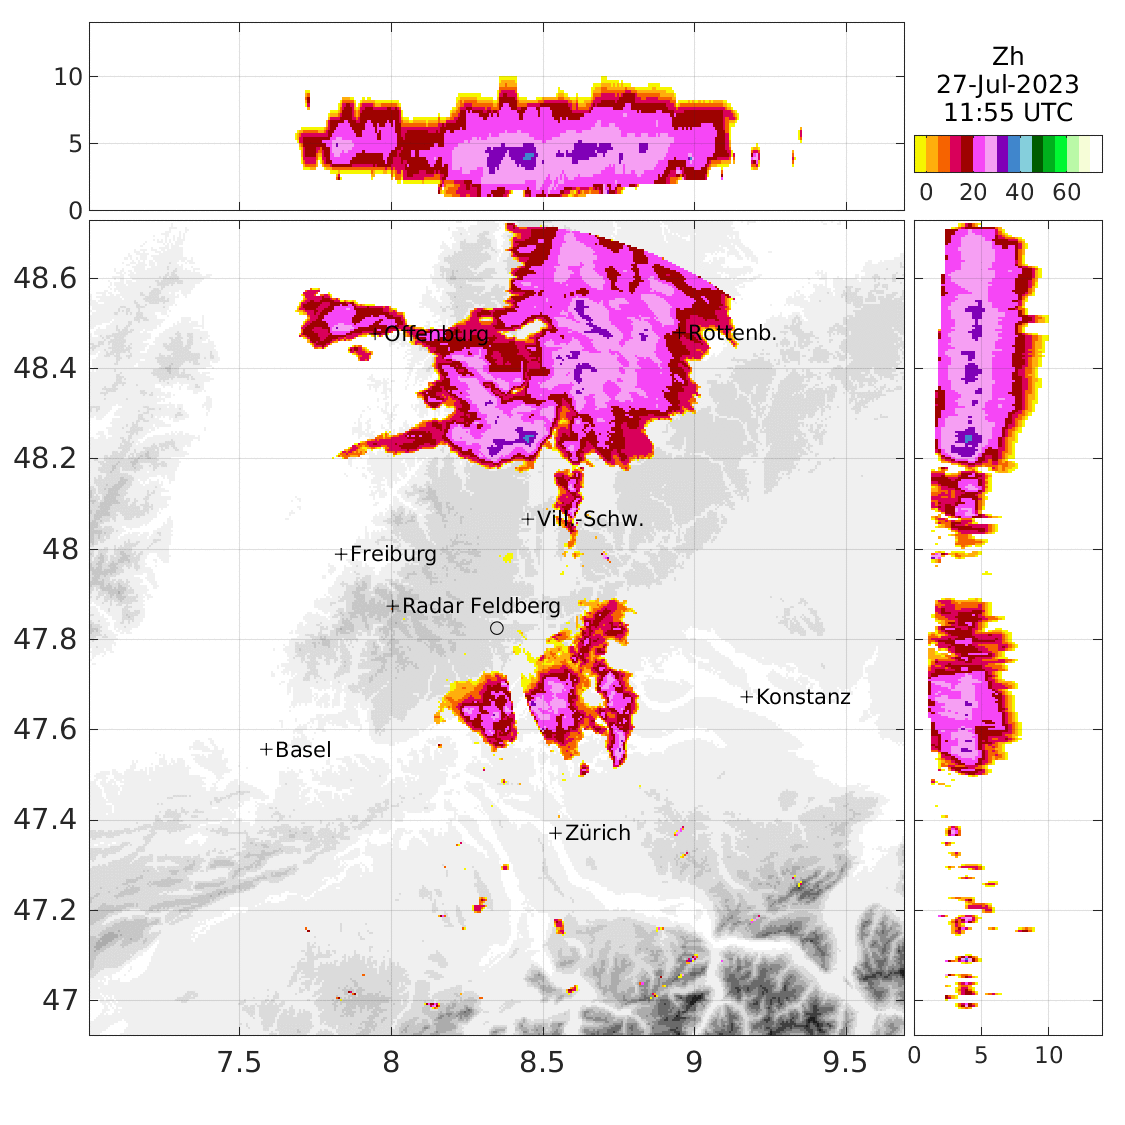 10
5
0
Zh
27-Jul-2023
11:55 UTC
0 20 40 60
48.6
48.4
48.2
48
47.8
47.6
47.4
47.2
47
Offenburg
Rottenb.
Vill.-Schw.
Freiburg
Radar Feldberg
Konstanz
Basel
Zürich
7.5 8 8.5 9 9.5
0 5 10